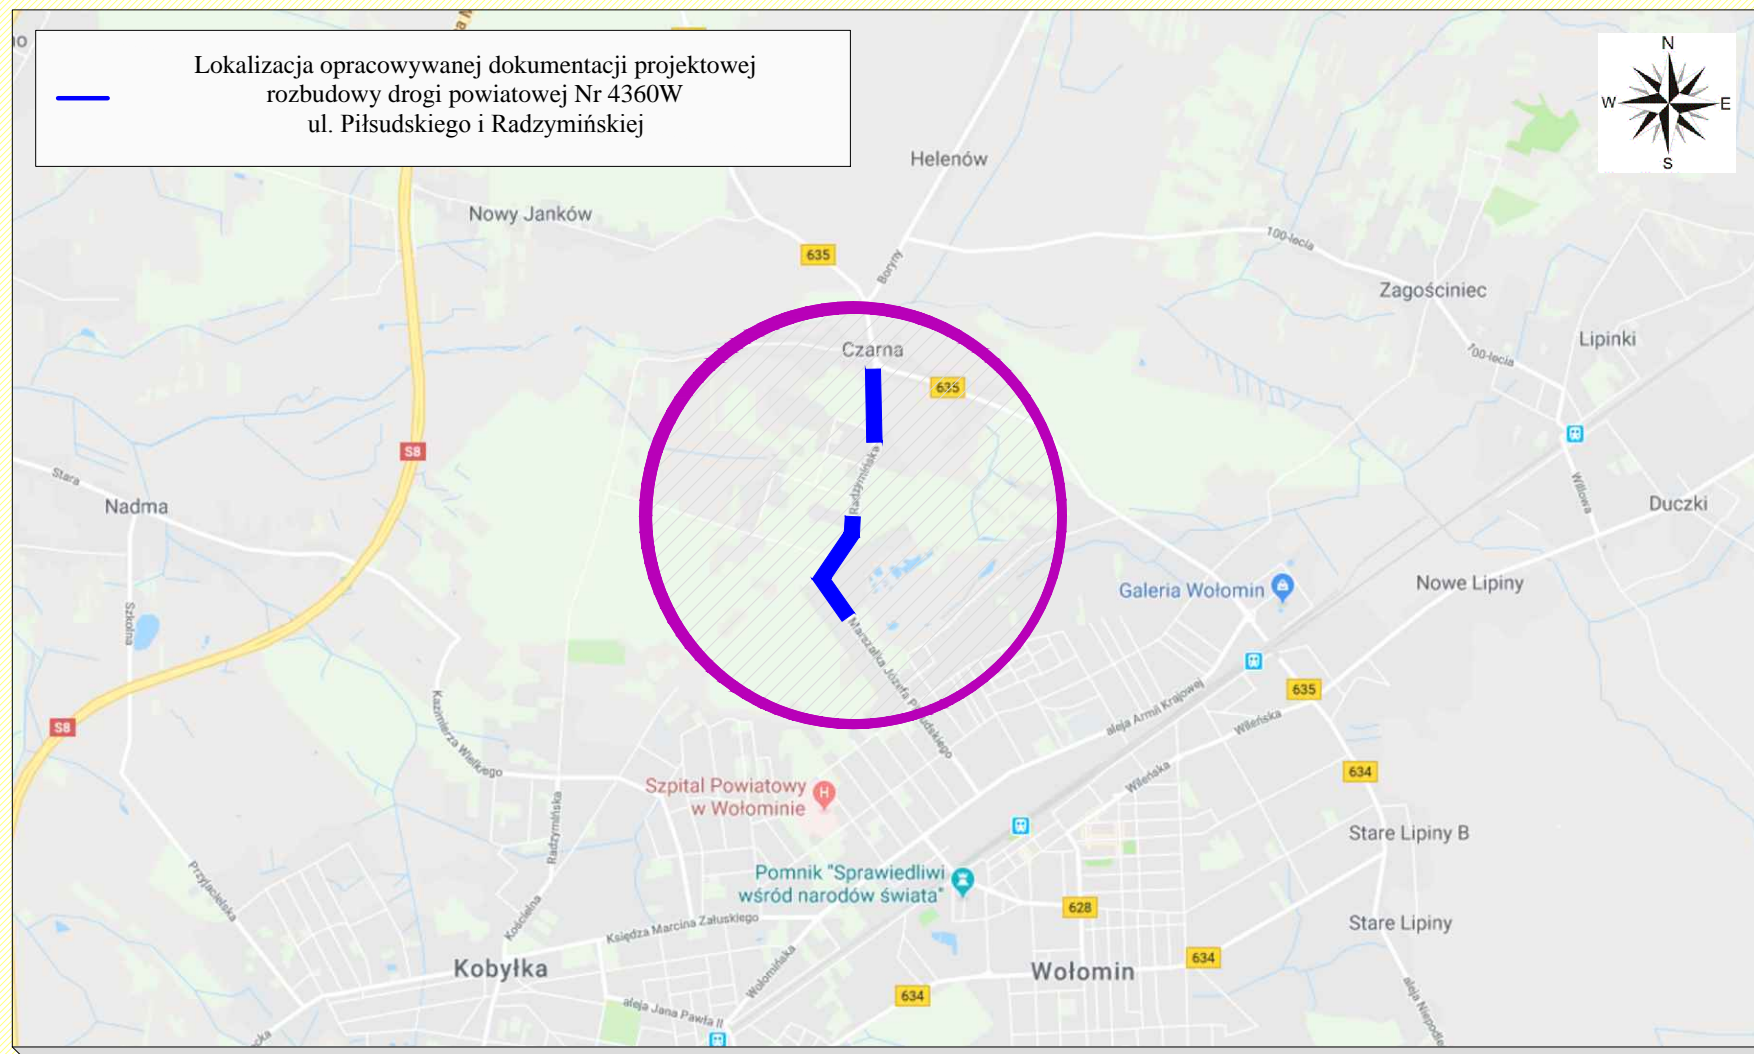 Lokalizacja opracowywanej dokumentacji projektowej
rozbudowy drogi powiatowej Nr 4360W
ul. Piłsudskiego i Radzymińskiej
N
W
E
S
Helenów
Nowy Janków
635
Boryny
100-lecia
Zagościniec
Lipinki
100-lecia
Czarna
635
S8
Radzymińska
Stara
Nadma
Willowa
Duczki
Galeria Wołomin
Nowe Lipiny
Szkolna
Marszałka Józefa Piłsudskiego
Kazimierza Wielkiego
S8
aleja Armii Krajowej
635
Wileńska
634
Wileńska
Szpital Powiatowy
w Wołominie
H
Radzymińska
Stare Lipiny B
Przyjacielska
Pomnik "Sprawiedliwi
wśród narodów świata"
628
Kościelna
Księdza Marcina Załuskiego
Stare Lipiny
Kobyłka
Wołomińska
Wołomin
634
634
aleja Jana Pawła II
aleja Niepodle
cka